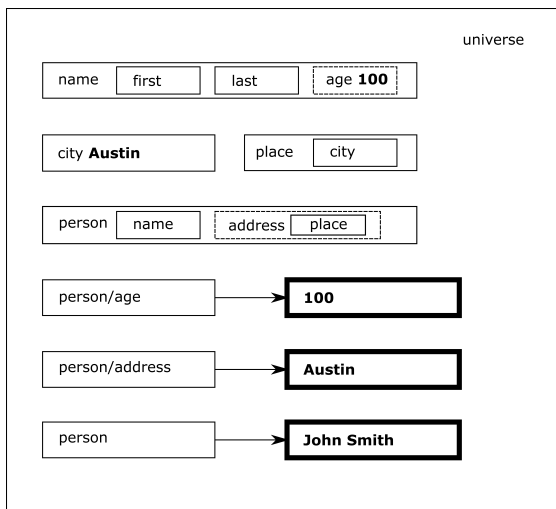 universe
name first last age 100
city Austin place city
person name address place
person/age 100
person/address Austin
person John Smith